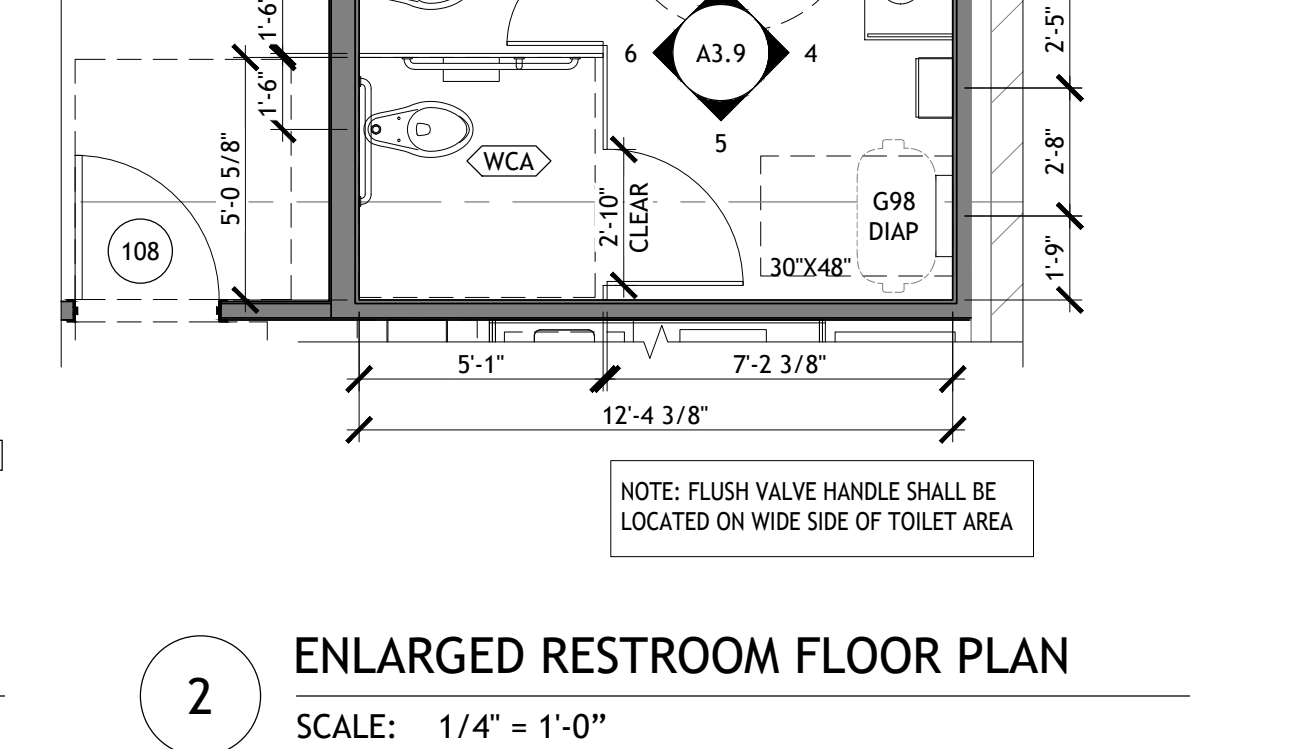 1'-6"
2'-5"
6
A3.9
4
1'-6"
5
2'-8"
WCA
5'-0 5/8"
2'-10"
CLEAR
G98
DIAP
108
30"X48"
1'-9"
5'-1"
7'-2 3/8"
12'-4 3/8"
NOTE: FLUSH VALVE HANDLE SHALL BE
LOCATED ON WIDE SIDE OF TOILET AREA
2
ENLARGED RESTROOM FLOOR PLAN
SCALE: 1/4" = 1'-0”